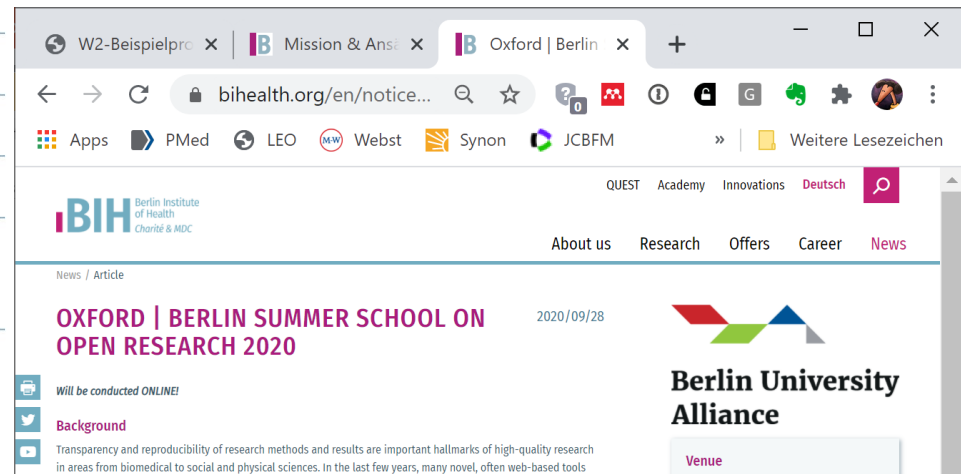 W2-Beispielpro
Mission & Ansä
Oxford | Berlin
bihealth.org/en/notice...
0
G
Apps
PMed
LEO
M-W
Webst
Synon
JCBFM
»
Weitere Lesezeichen
QUEST
Academy
Innovations
Deutsch
BIH
Berlin Institute
of Health
Charité & MDC
About us
Research
Offers
Career
News
News / Article
OXFORD | BERLIN SUMMER SCHOOL ON
OPEN RESEARCH 2020
2020/09/28
Will be conducted ONLINE!
Background
Transparency and reproducibility of research methods and results are important hallmarks of high-quality research
in areas from biomedical to social and physical sciences. In the last few years, many novel, often web-based tools
Berlin University
Alliance
Venue